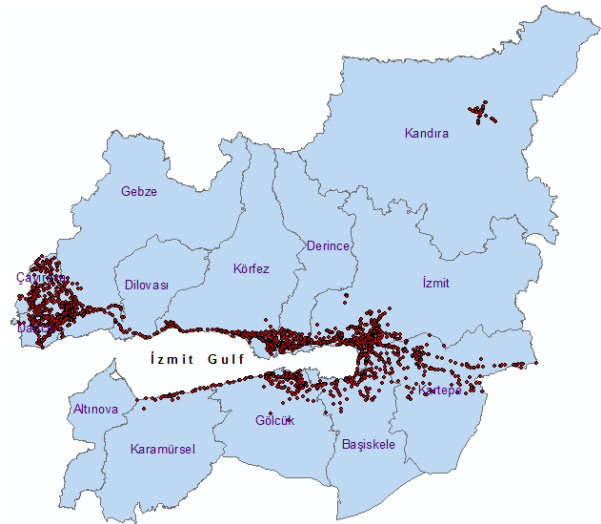 Kandıra
Gebze
Derince
Körfez
Dilovası
İzmit
İzmit Gulf
Kartepe
Altınova
Gölcük
Karamürsel
Başiskele